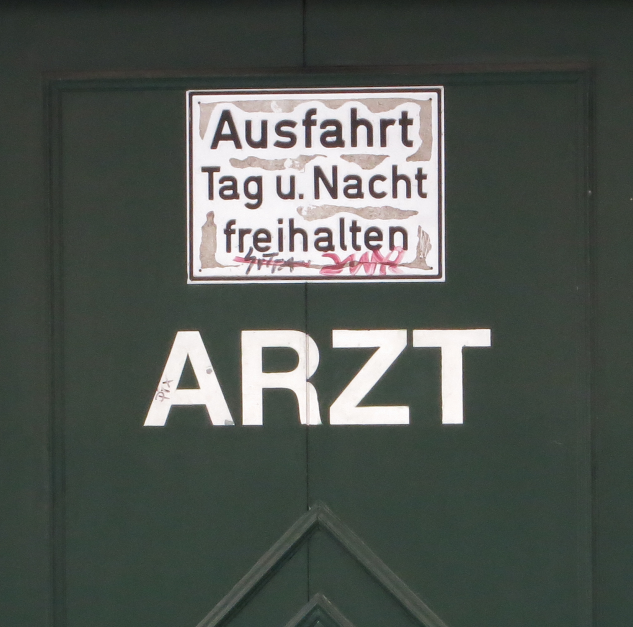 Ausfahrt
Tag u. Nacht
freihalten
ARZT